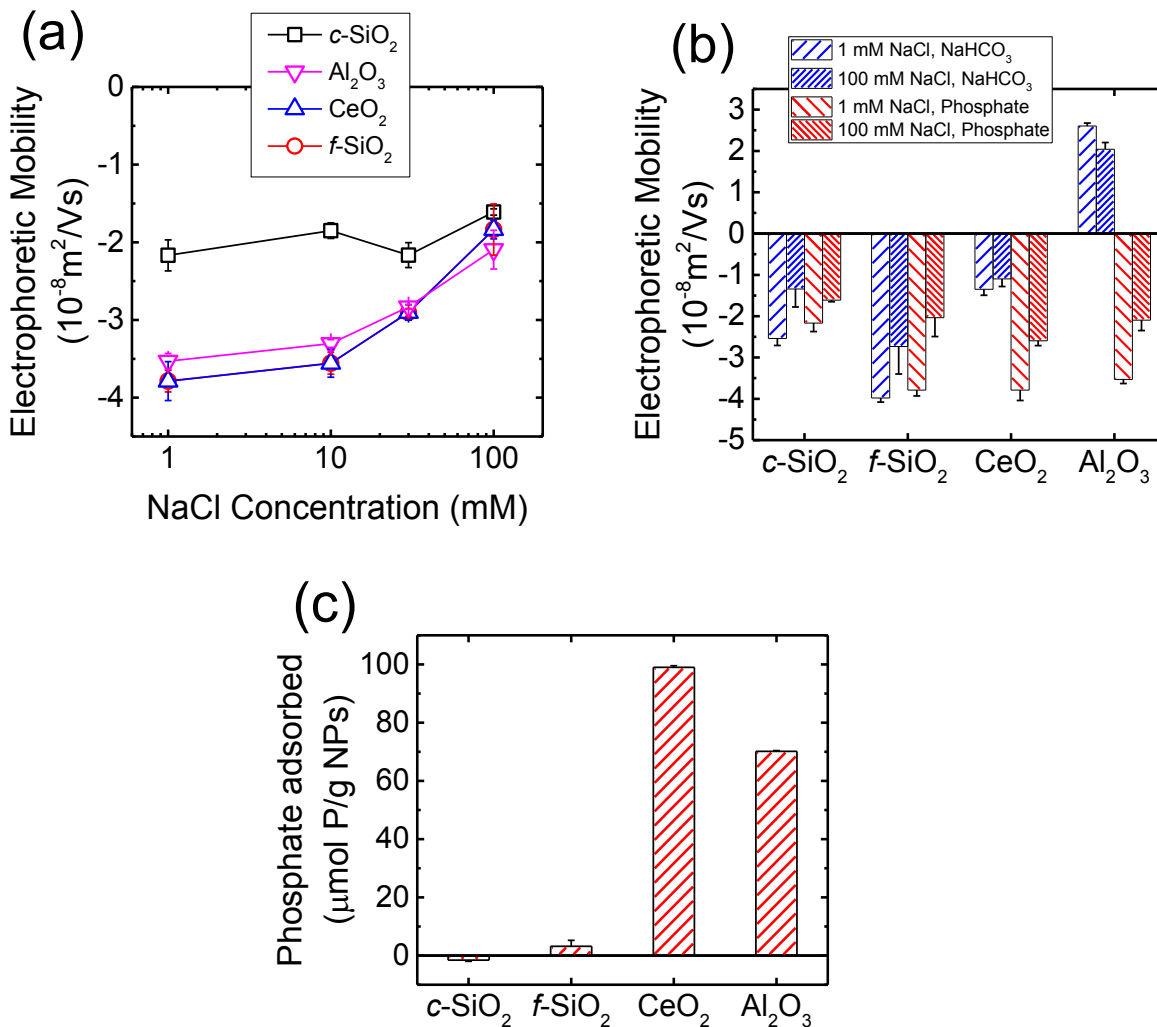 (a)
c-SiO₂
Al₂O₃
CeO₂
f-SiO₂
Electrophoretic Mobility
(10⁻⁸m²/Vs)
0
-1
-2
-3
-4
1 10 100
NaCl Concentration (mM)
(b)
1 mM NaCl, NaHCO₃
100 mM NaCl, NaHCO₃
1 mM NaCl, Phosphate
100 mM NaCl, Phosphate
Electrophoretic Mobility
(10⁻⁸m²/Vs)
3
2
1
0
-1
-2
-3
-4
-5
c-SiO₂ f-SiO₂ CeO₂ Al₂O₃
(c)
Phosphate adsorbed
(μmol P/g NPs)
100
80
60
40
20
0
c-SiO₂ f-SiO₂ CeO₂ Al₂O₃